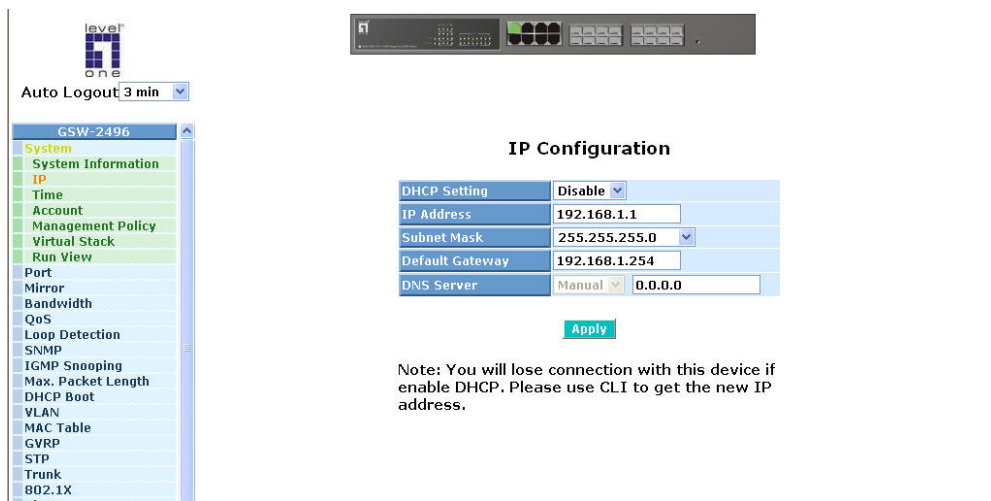 level
one
Auto Logout 3 min
GSW-2496
System
System Information
IP
Time
Account
Management Policy
Virtual Stack
Run View
Port
Mirror
Bandwidth
QoS
Loop Detection
SNMP
IGMP Snooping
Max. Packet Length
DHCP Boot
VLAN
MAC Table
GVRP
STP
Trunk
802.1X
IP Configuration
DHCP Setting Disable
IP Address 192.168.1.1
Subnet Mask 255.255.255.0
Default Gateway 192.168.1.254
DNS Server Manual 0.0.0.0
Apply
Note: You will lose connection with this device if
enable DHCP. Please use CLI to get the new IP
address.